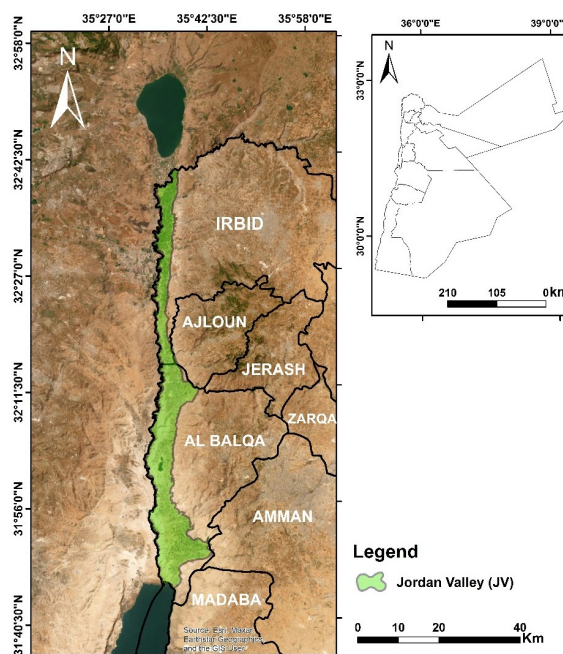 35°27'0"E 35°42'30"E 35°58'0"E
36°0'0"E 39°0'0"E
32°58'0"N
N
N
33°0'0"N
32°42'30"N
IRBID
30°0'0"N
32°27'0"N
210 105 0 km
AJLOUN
JERASH
32°11'30"N
ZARQA
AL BALQA
31°56'0"N
AMMAN
Legend
Jordan Valley (JV)
MADABA
31°40'30"N
Source: Esri, Maxar,
Earthstar Geographics,
and the GIS User
0 10 20 40
Km